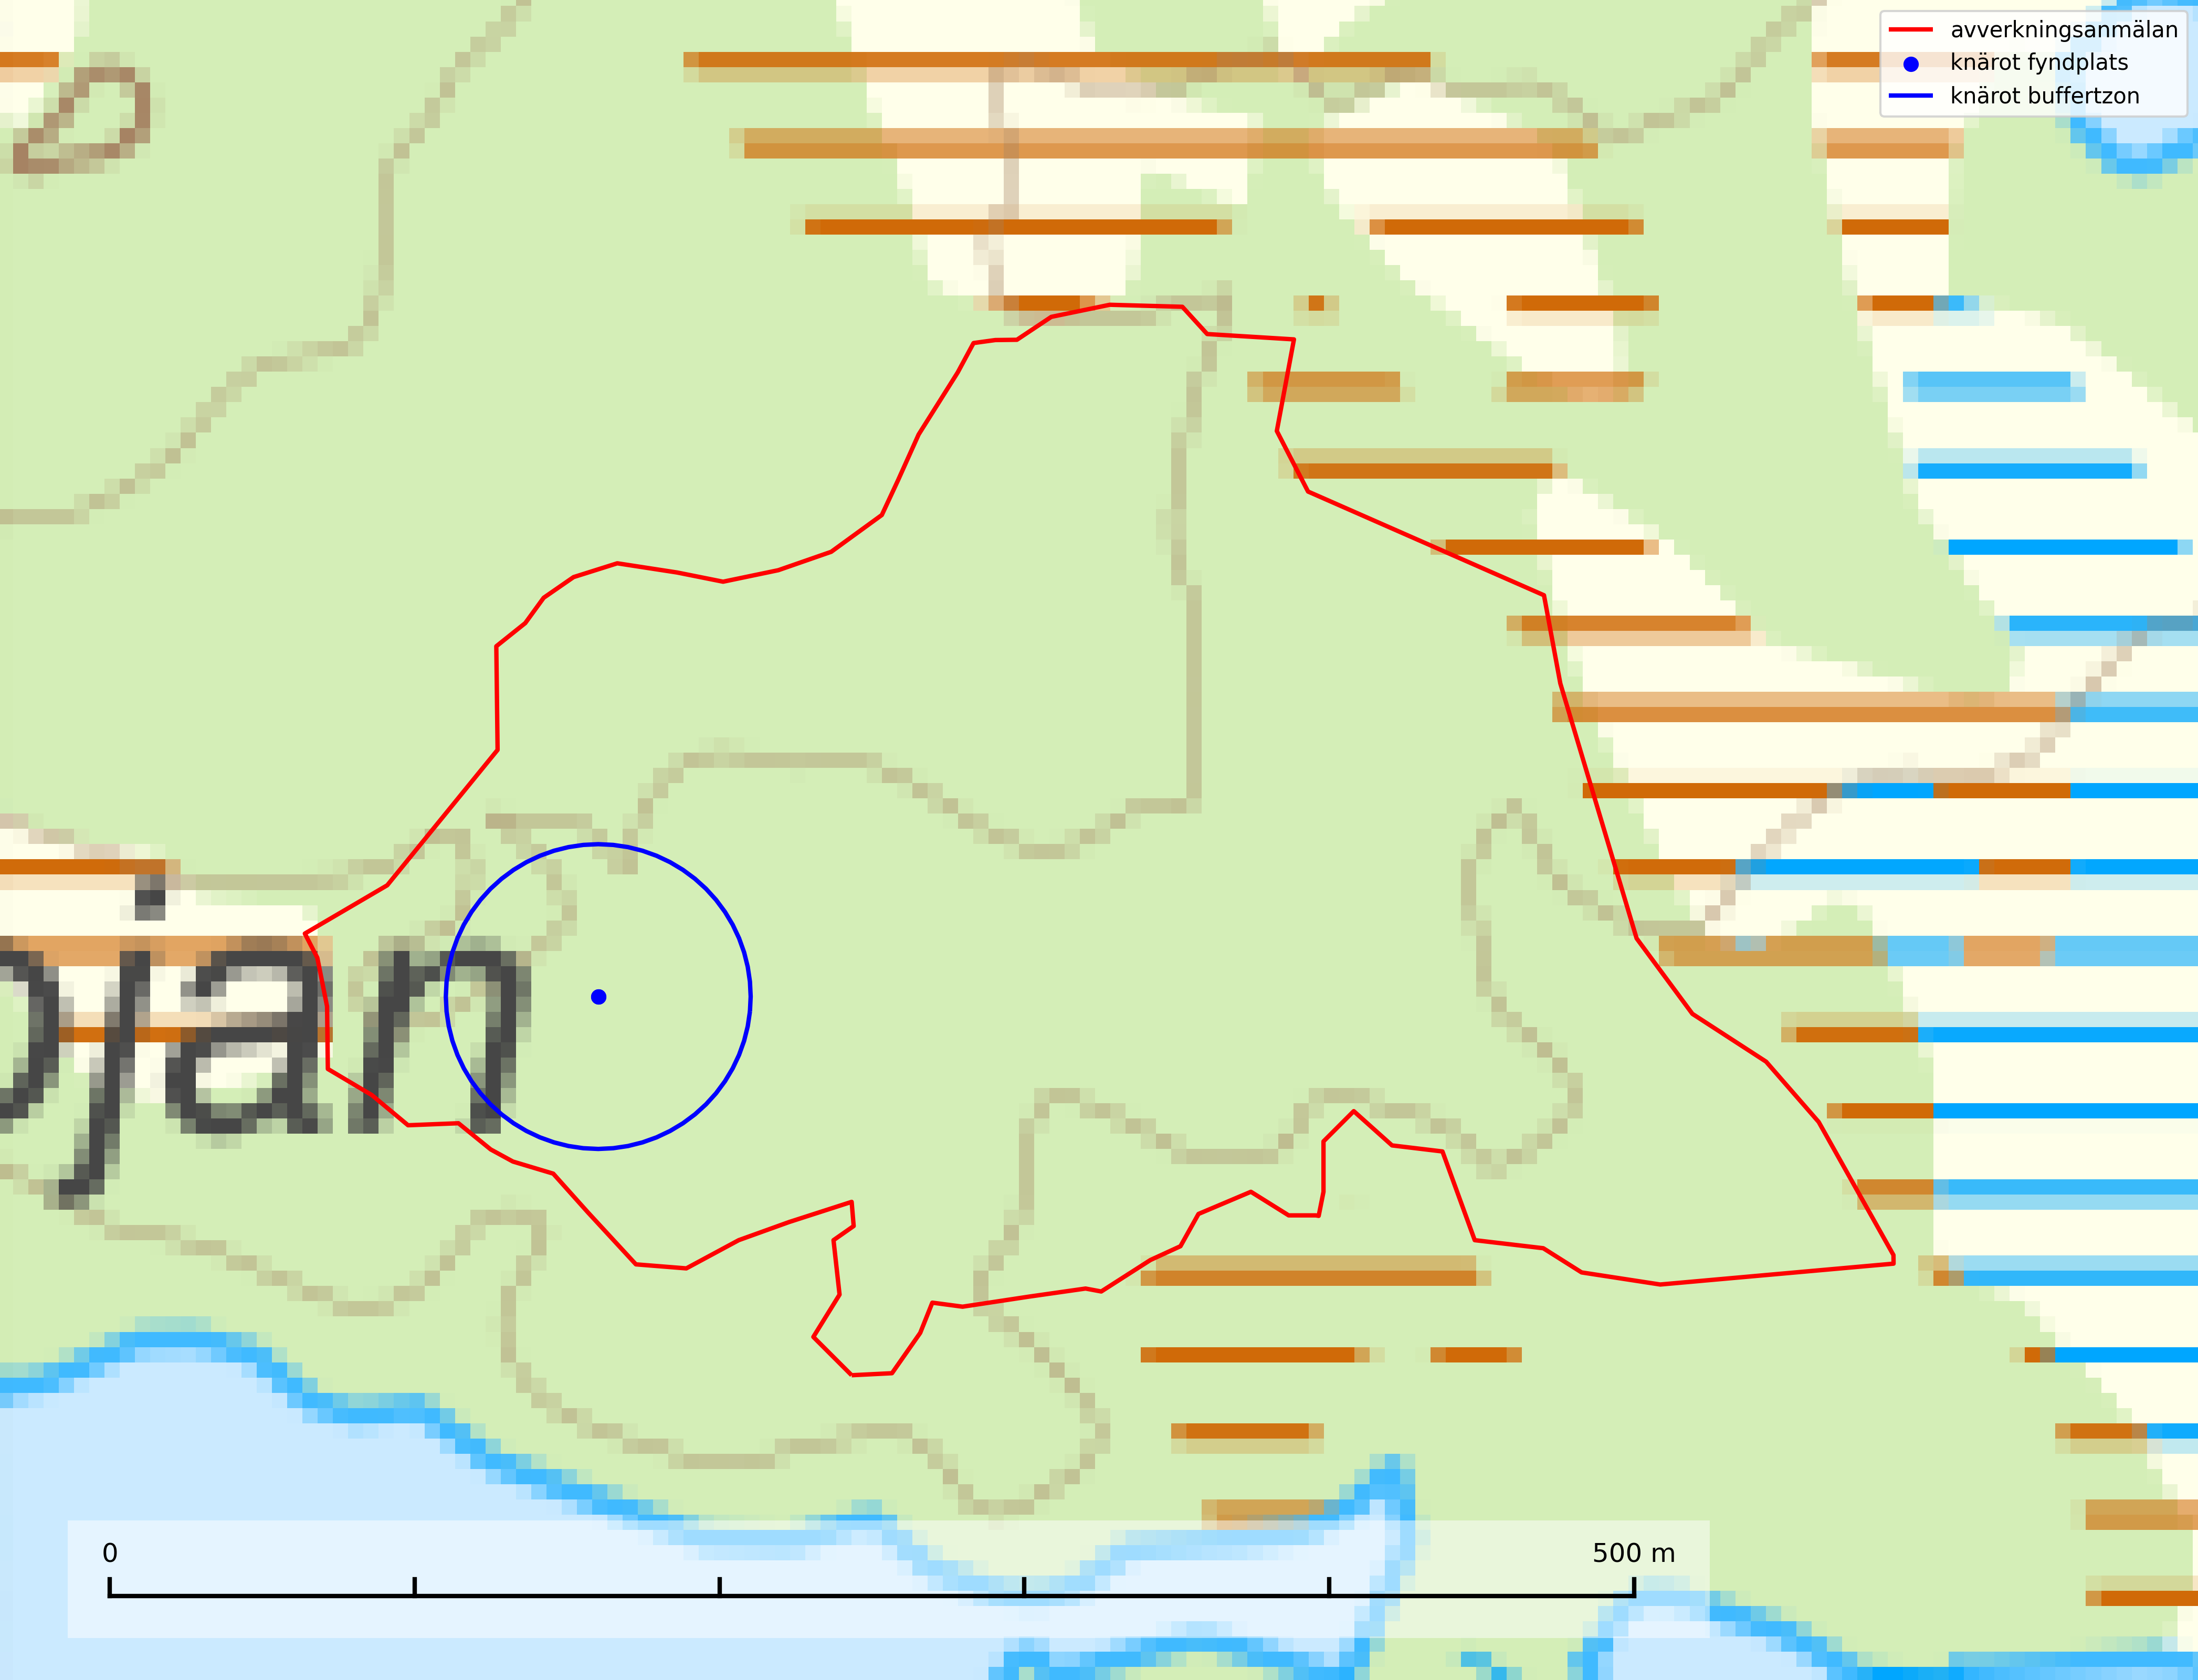 avverkningsanmälan
knärot fyndplats
knärot buffertzon
0
500 m